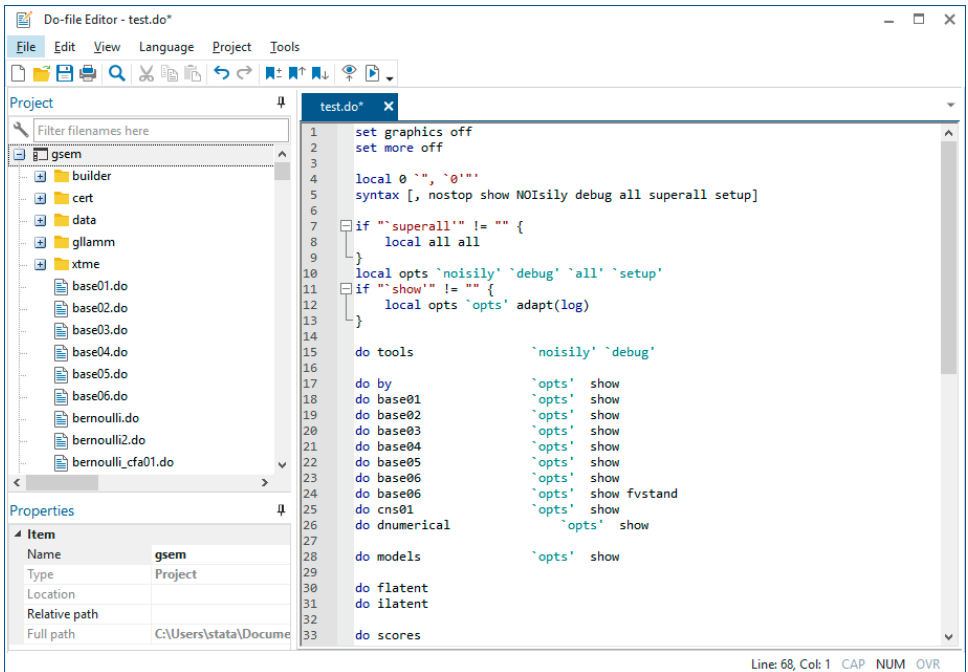 Do-file Editor - test.do*
File Edit View Language Project Tools
Project
Filter filenames here
gsem
builder
cert
data
gllamm
xtme
base01.do
base02.do
base03.do
base04.do
base05.do
base06.do
bernoulli.do
bernoulli2.do
bernoulli_cfa01.do
Properties
Item
Name gsem
Type Project
Location
Relative path
Full path C:\Users\stata\Docume
test.do*
1 set graphics off
2 set more off
3
4 local 0 `", `0'"'
5 syntax [, nostop show NOIsily debug all superall setup]
6
7 if "`superall'" != "" {
8 local all all
9 }
10 local opts `noisily' `debug' `all' `setup'
11 if "`show'" != "" {
12 local opts `opts' adapt(log)
13 }
14
15 do tools `noisily' `debug'
16
17 do by `opts' show
18 do base01 `opts' show
19 do base02 `opts' show
20 do base03 `opts' show
21 do base04 `opts' show
22 do base05 `opts' show
23 do base06 `opts' show
24 do base06 `opts' show fvstand
25 do cns01 `opts' show
26 do dnumerical `opts' show
27
28 do models `opts' show
29
30 do flatent
31 do ilatent
32
33 do scores
Line: 68, Col: 1 CAP NUM OVR